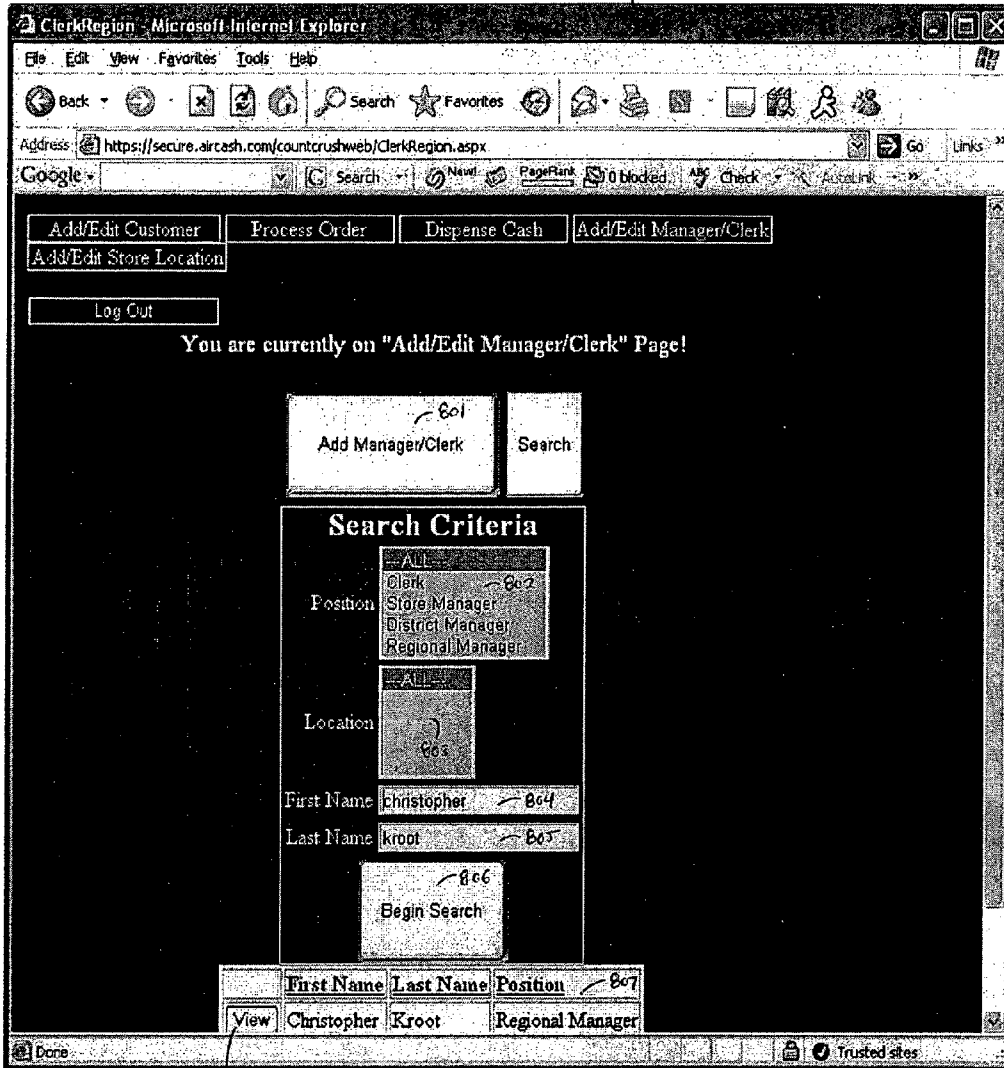 ClerkRegion - Microsoft Internet Explorer
File Edit View Favorites Tools Help
Back Search Favorites
Address https://secure.aircash.com/countcrushweb/ClerkRegion.aspx Go Links »
Google Search New! PageRank 0 blocked ABC Check AutoLink »
Add/Edit Customer Process Order Dispense Cash Add/Edit Manager/Clerk
Add/Edit Store Location
Log Out
You are currently on "Add/Edit Manager/Clerk" Page!
801
Add Manager/Clerk Search
Search Criteria
--ALL--
Clerk 802
Position Store Manager
District Manager
Regional Manager
--ALL--
Location
803
First Name christopher 804
Last Name kroot 805
806
Begin Search
First Name Last Name Position 807
View Christopher Kroot Regional Manager
Done Trusted sites